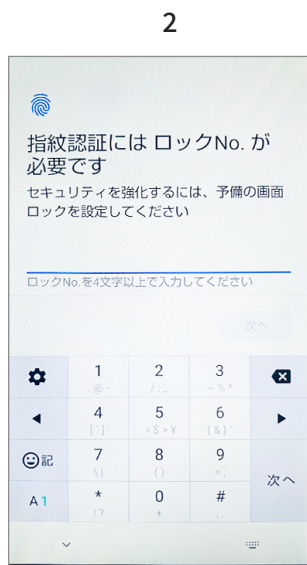 2
指紋認証には ロックNo. が
必要です
セキュリティを強化するには、予備の画面
ロックを設定してください
ロックNo.を4文字以上で入力してください
次へ
1
.@-
2
/:_
3
~%^
4
[`]
5
<$>¥
6
{&}'
記
7
\|
8
()
9
=;
次へ
A1
*
!?
0
+
#